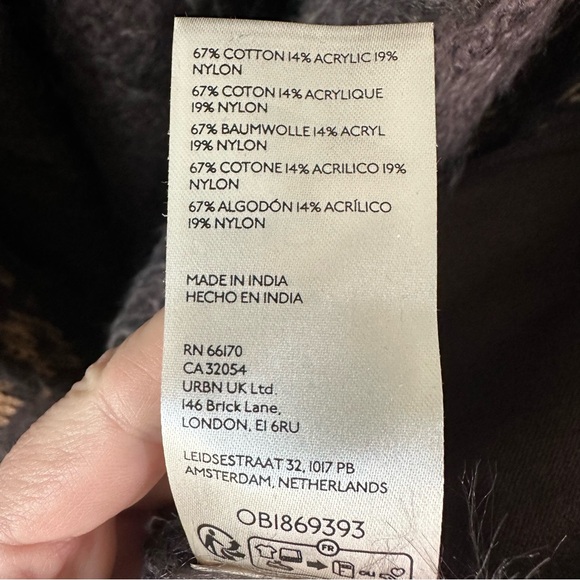 67% COTTON 14% ACRYLIC 19%
NYLON
67% COTON 14% ACRYLIQUE
19% NYLON
67% BAUMWOLLE 14% ACRYL
19% NYLON
67% COTONE 14% ACRILICO 19%
NYLON
67% ALGODÓN 14% ACRÍLICO
19% NYLON
MADE IN INDIA
HECHO EN INDIA
RN 66170
CA 32054
URBN UK Ltd.
146 Brick Lane,
LONDON, E1 6RU
LEIDSESTRAAT 32, 1017 PB
AMSTERDAM, NETHERLANDS
OB1869393
FR
OU